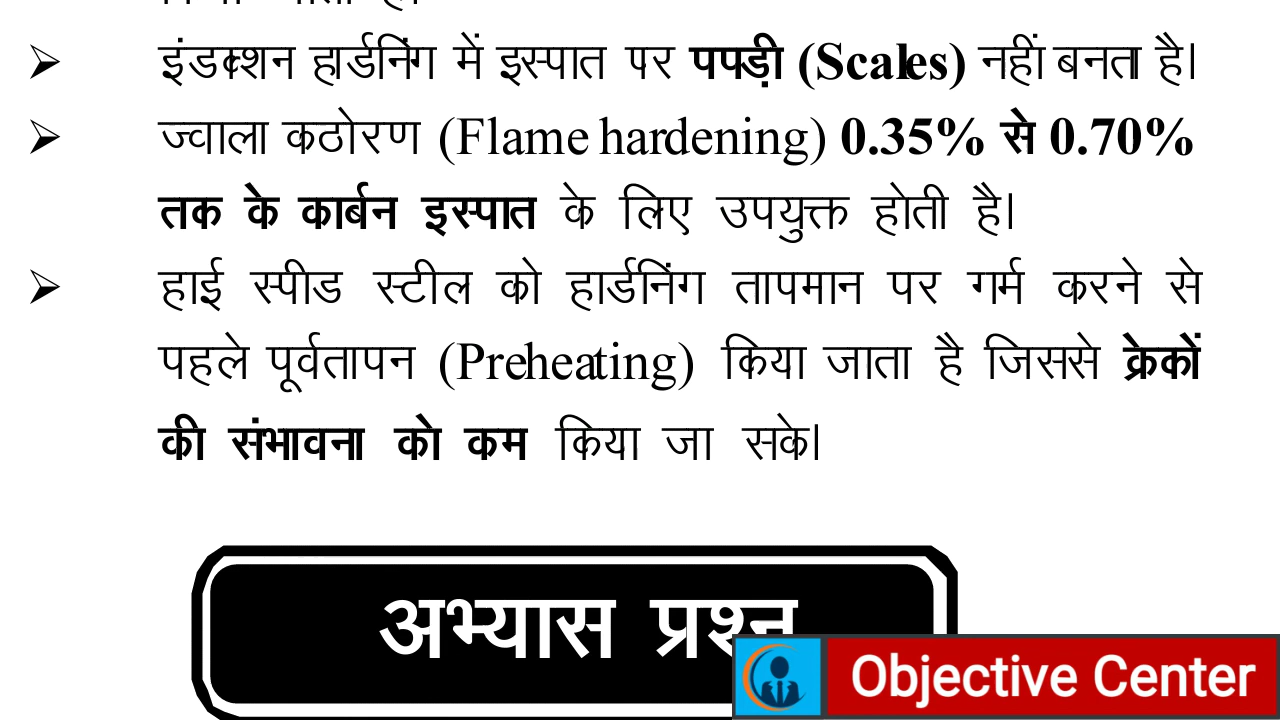 ➢ इंडक्शन हार्डनिंग में इस्पात पर पपड़ी (Scales) नहीं बनता है।
➢ ज्वाला कठोरण (Flame hardening) 0.35% से 0.70%
तक के कार्बन इस्पात के लिए उपयुक्त होती है।
➢ हाई स्पीड स्टील को हार्डनिंग तापमान पर गर्म करने से
पहले पूर्वतापन (Preheating) किया जाता है जिससे क्रेकों
की संभावना को कम किया जा सके।
अभ्यास प्रश्न
Objective Center